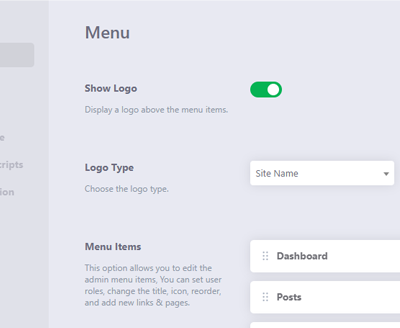 Menu
Show Logo
Display a logo above the menu items.
Logo Type
Choose the logo type.
Site Name
Menu Items
This option allows you to edit the
admin menu items, You can set user
roles, change the title, icon, reorder,
and add new links & pages.
Dashboard
Posts